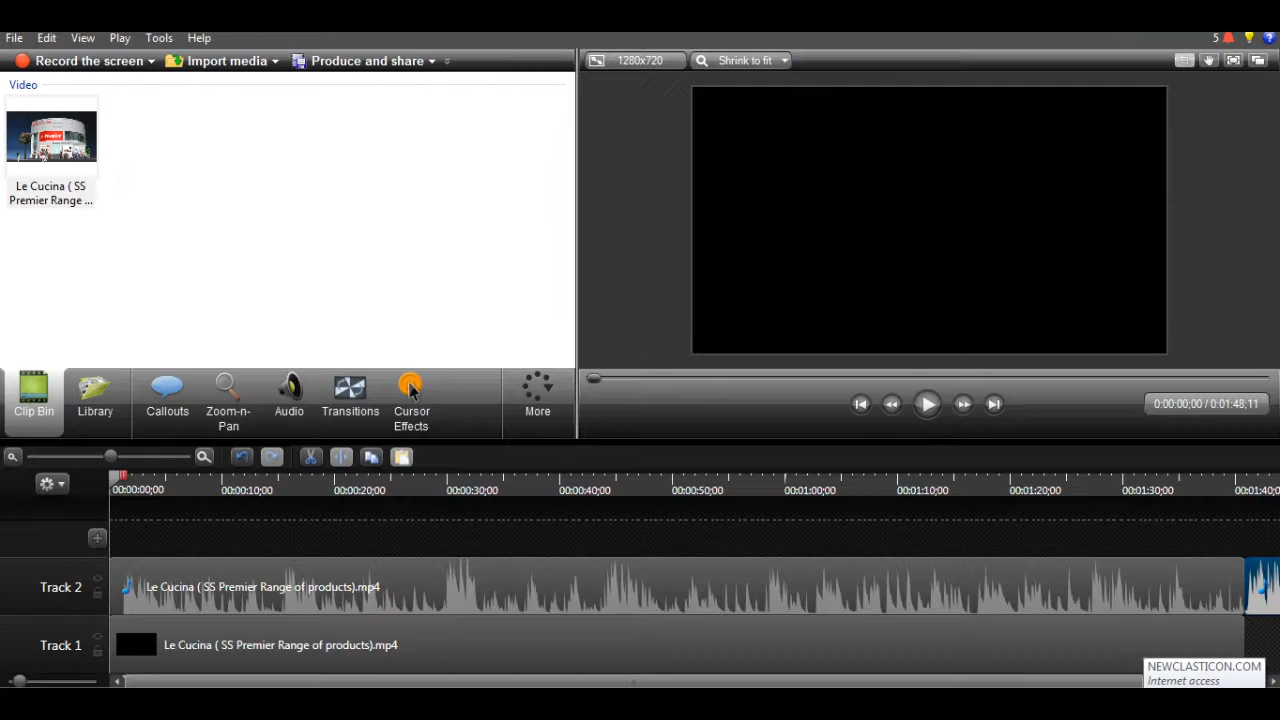 File Edit View Play Tools Help 5
Record the screen Import media Produce and share 1280x720 Shrink to fit
Video
Le Cucina ( SS
Premier Range ...
Clip Bin Library Callouts Zoom-n-
Pan Audio Transitions Cursor
Effects More
0:00:00;00 / 0:01:48,11
00:00:00;00 00:00:10;00 00:00:20;00 00:00:30;00 00:00:40;00 00:00:50;00 00:01:00;00 00:01:10;00 00:01:20;00 00:01:30;00 00:01:40;0
Track 2 Le Cucina ( SS Premier Range of products).mp4
Track 1 Le Cucina ( SS Premier Range of products).mp4
NEWCLASTICON.COM
Internet access